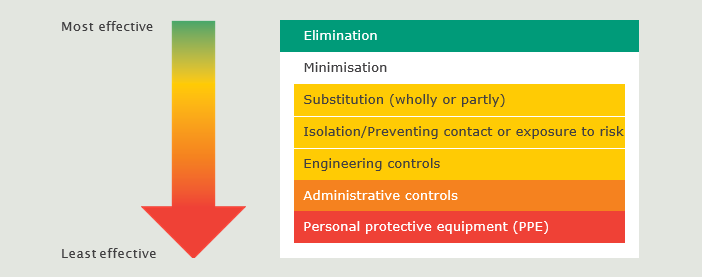 Most effective
Elimination
Minimisation
Substitution (wholly or partly)
Isolation/Preventing contact or exposure to risk
Engineering controls
Administrative controls
Personal protective equipment (PPE)
Least effective